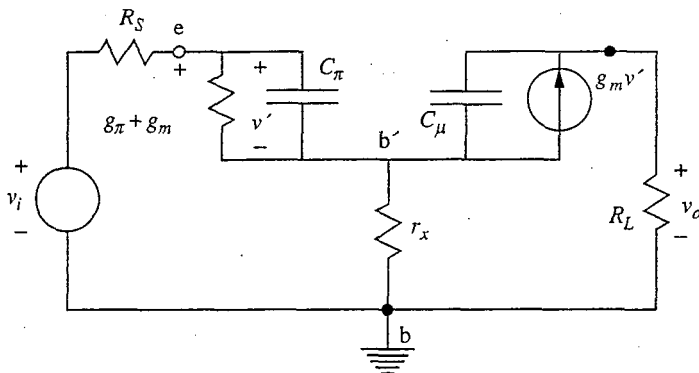 R_S
e
+
+
C_π
g_π + g_m
v′
−
b′
C_μ
g_m v′
+
v_i
−
r_x
R_L
+
v_o
−
b